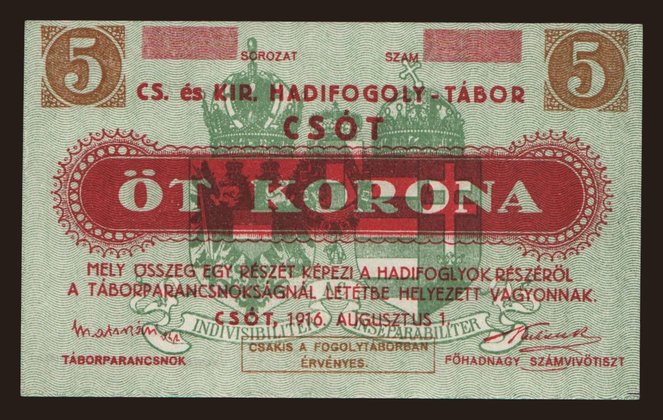 5 5
SOROZAT SZAM
CS. és KIR. HADIFOGOLY-TÁBOR
CSÓT
ÖT KORONA
MELY ÖSSZEG EGY RÉSZÉT KÉPEZI A HADIFOGLYOK RÉSZÉRŐL
A TÁBORPARANCSNOKSÁGNÁL LETÉTBE HELYEZETT VAGYONNAK.
CSÓT, 1916. AUGUSZTUS 1.
INDIVISIBILITER AC INSEPARABILITER
CSAKIS A FOGOLYTÁBORBAN
ÉRVÉNYES.
TÁBORPARANCSNOK FŐHADNAGY SZÁMVIVŐTISZT